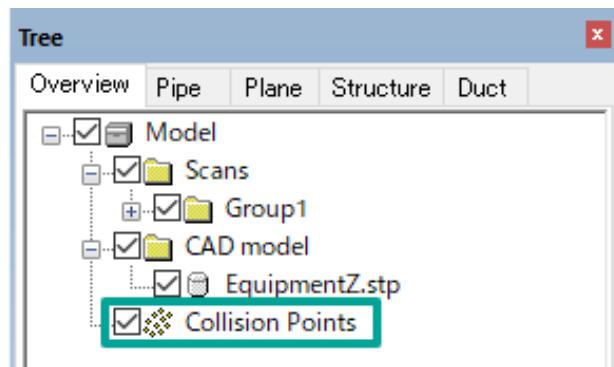 Tree
Overview Pipe Plane Structure Duct
Model
Scans
Group1
CAD model
EquipmentZ.stp
Collision Points